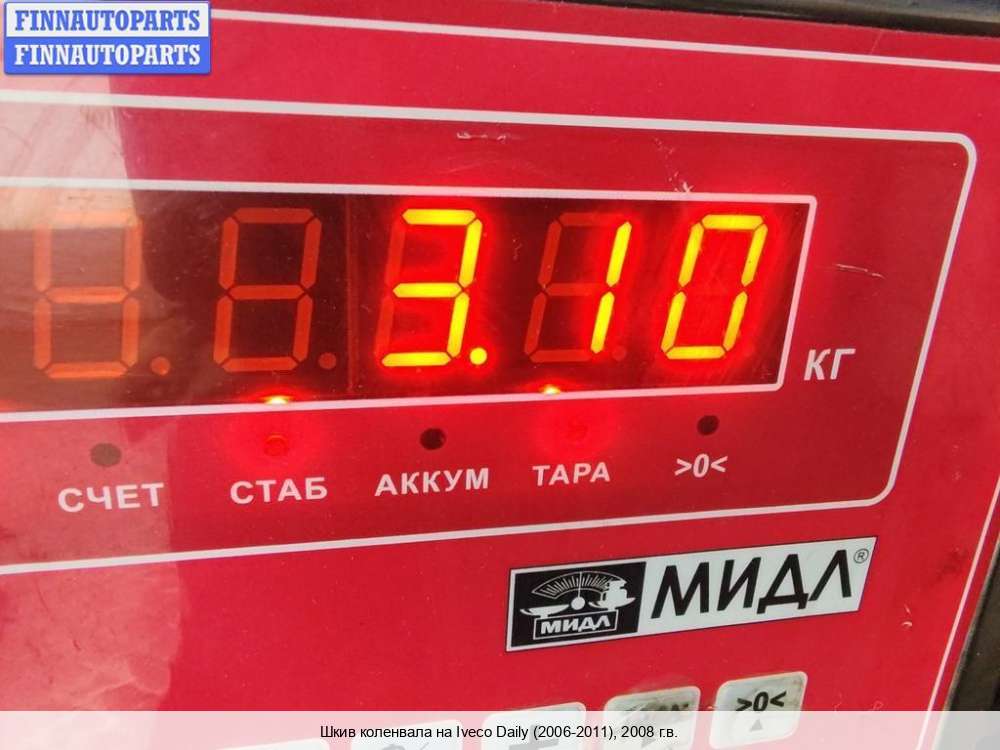 FINNAUTOPARTS
FINNAUTOPARTS
3.10
КГ
СЧЕТ СТАБ АККУМ ТАРА >0<
МИДЛ МИДЛ®
>0<
Шкив коленвала на Iveco Daily (2006-2011), 2008 г.в.